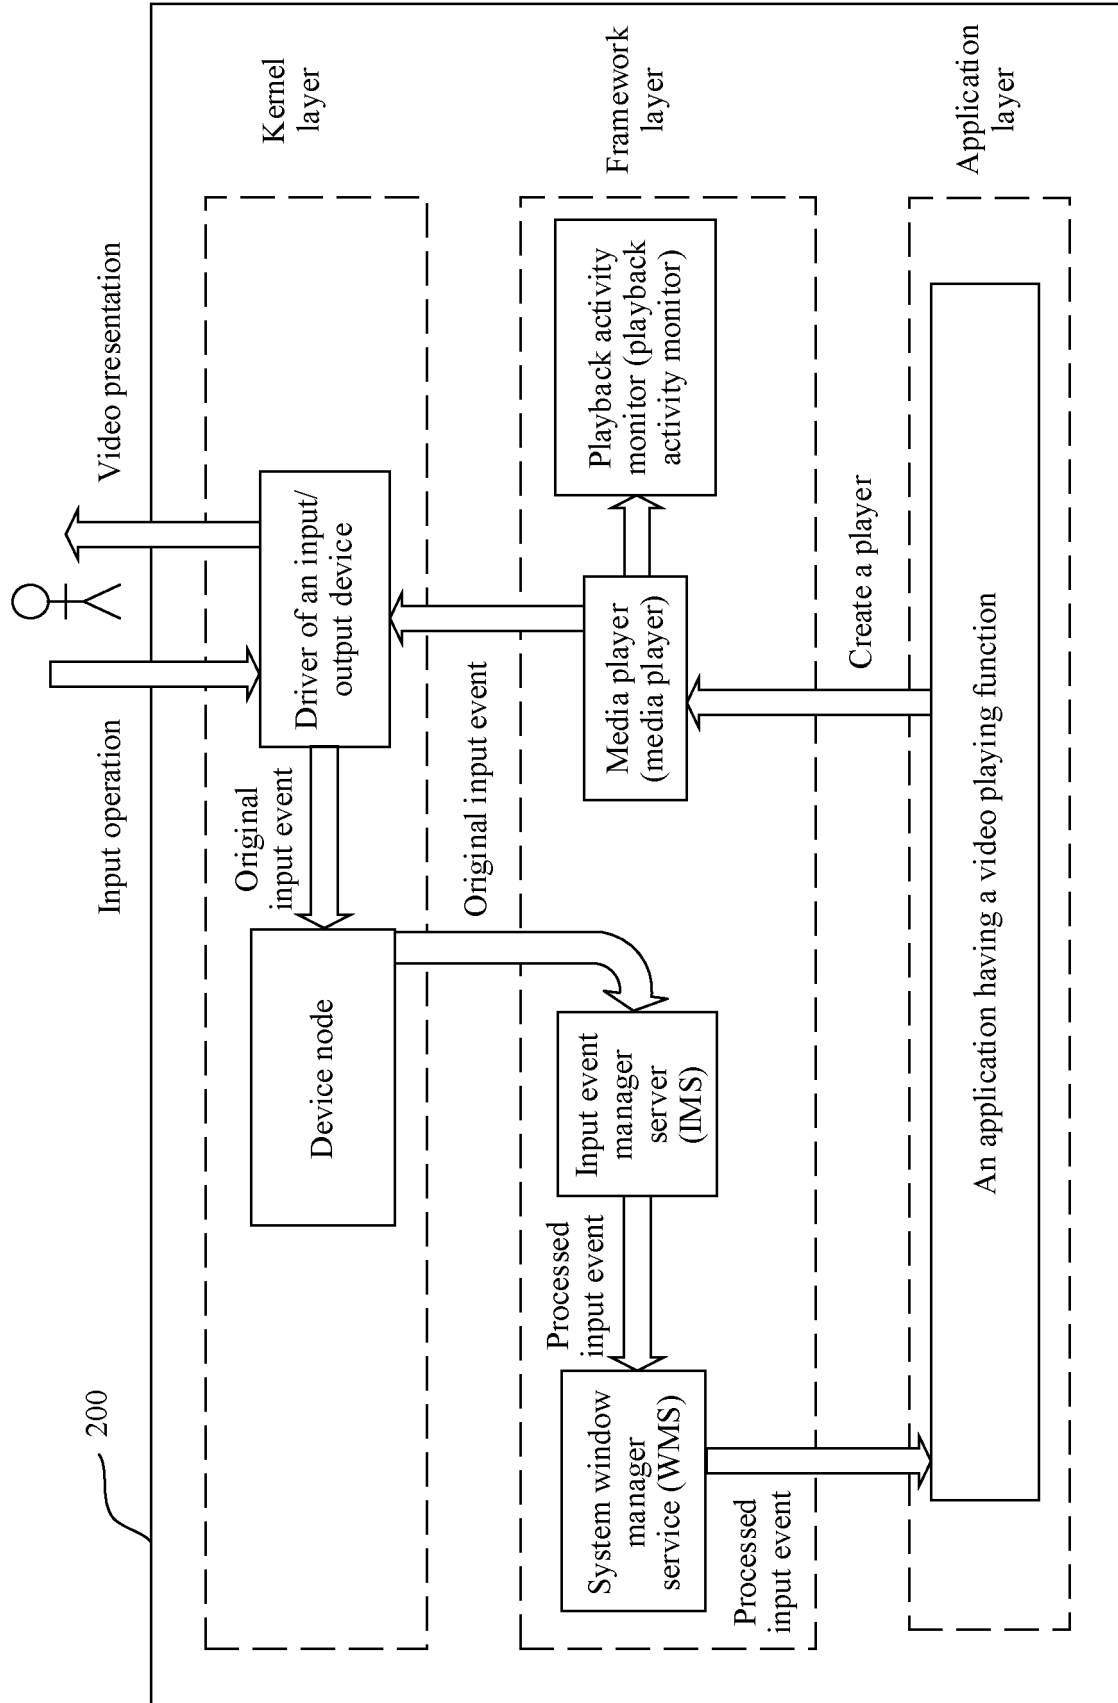 200
Input operation
Video presentation
Kernel
layer
Driver of an input/
output device
Original
input event
Device node
Original input event
Framework
layer
System window
manager
service (WMS)
Processed
input event
Input event
manager
server
(IMS)
Media player
(media player)
Playback activity
monitor (playback
activity monitor)
Processed
input event
Create a player
Application
layer
An application having a video playing function